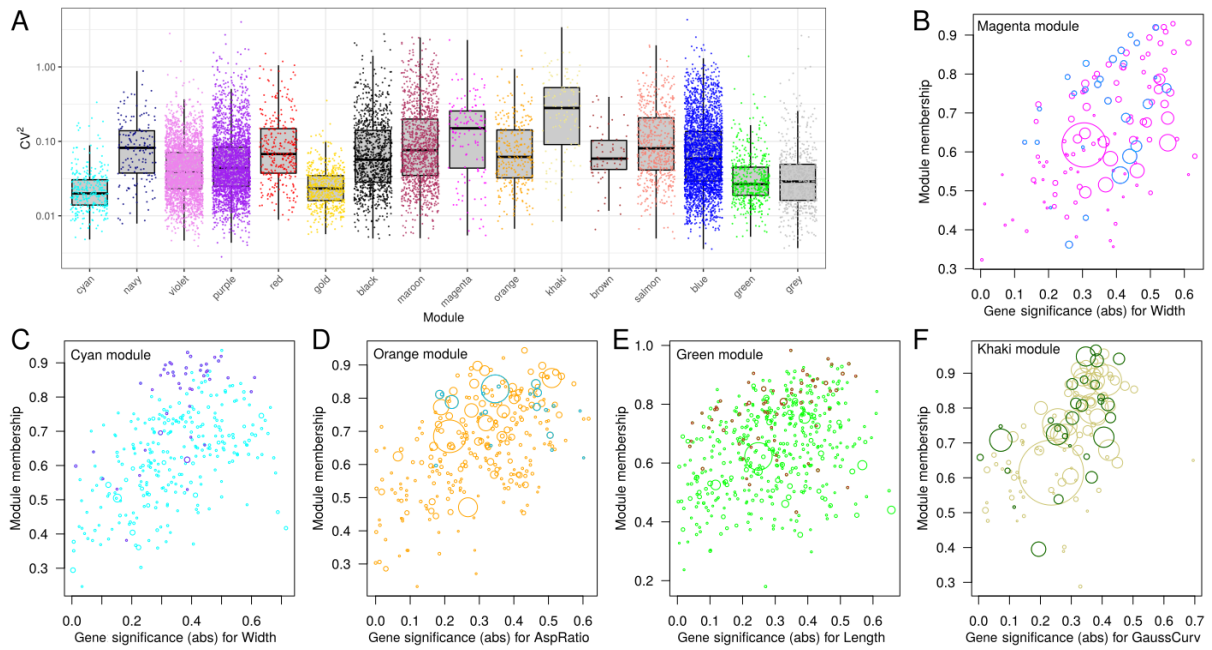 A
CV²
1.00
0.10
0.01
cyan
navy
violet
purple
red
gold
black
maroon
magenta
orange
khaki
brown
salmon
blue
green
grey
Module
B
Magenta module
Module membership
0.9
0.8
0.7
0.6
0.5
0.4
0.3
0.0 0.1 0.2 0.3 0.4 0.5 0.6
Gene significance (abs) for Width
C
Cyan module
Module membership
0.9
0.8
0.7
0.6
0.5
0.4
0.3
0.0 0.2 0.4 0.6
Gene significance (abs) for Width
D
Orange module
Module membership
0.9
0.8
0.7
0.6
0.5
0.4
0.3
0.0 0.1 0.2 0.3 0.4 0.5 0.6
Gene significance (abs) for AspRatio
E
Green module
Module membership
1.0
0.9
0.8
0.6
0.4
0.2
0.0 0.1 0.2 0.3 0.4 0.5 0.6
Gene significance (abs) for Length
F
Khaki module
Module membership
0.9
0.8
0.7
0.6
0.5
0.4
0.3
0.0 0.1 0.2 0.3 0.4 0.5 0.6 0.7
Gene significance (abs) for GaussCurv